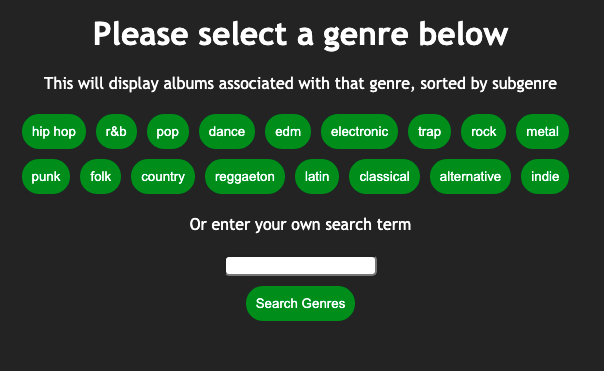 Please select a genre below
This will display albums associated with that genre, sorted by subgenre
hip hop r&b pop dance edm electronic trap rock metal
punk folk country reggaeton latin classical alternative indie
Or enter your own search term
Search Genres